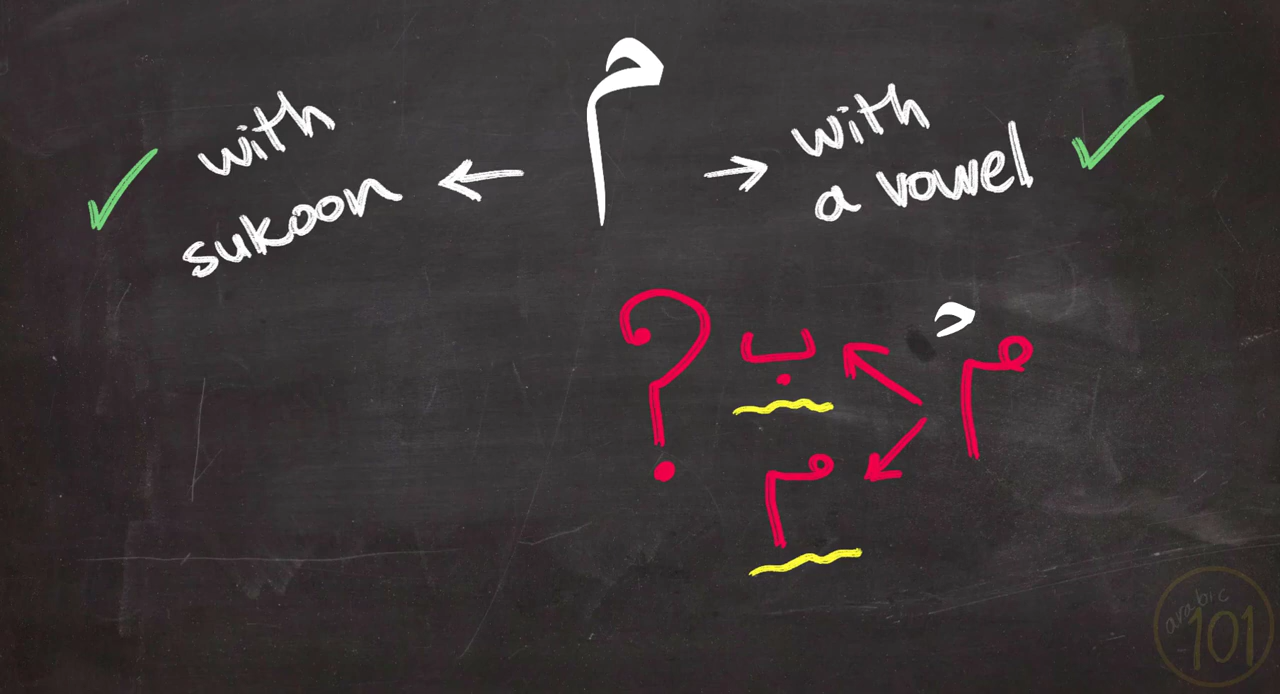 م
with
sukoon
with
a vowel
؟ ب مْ
م
arabic
101